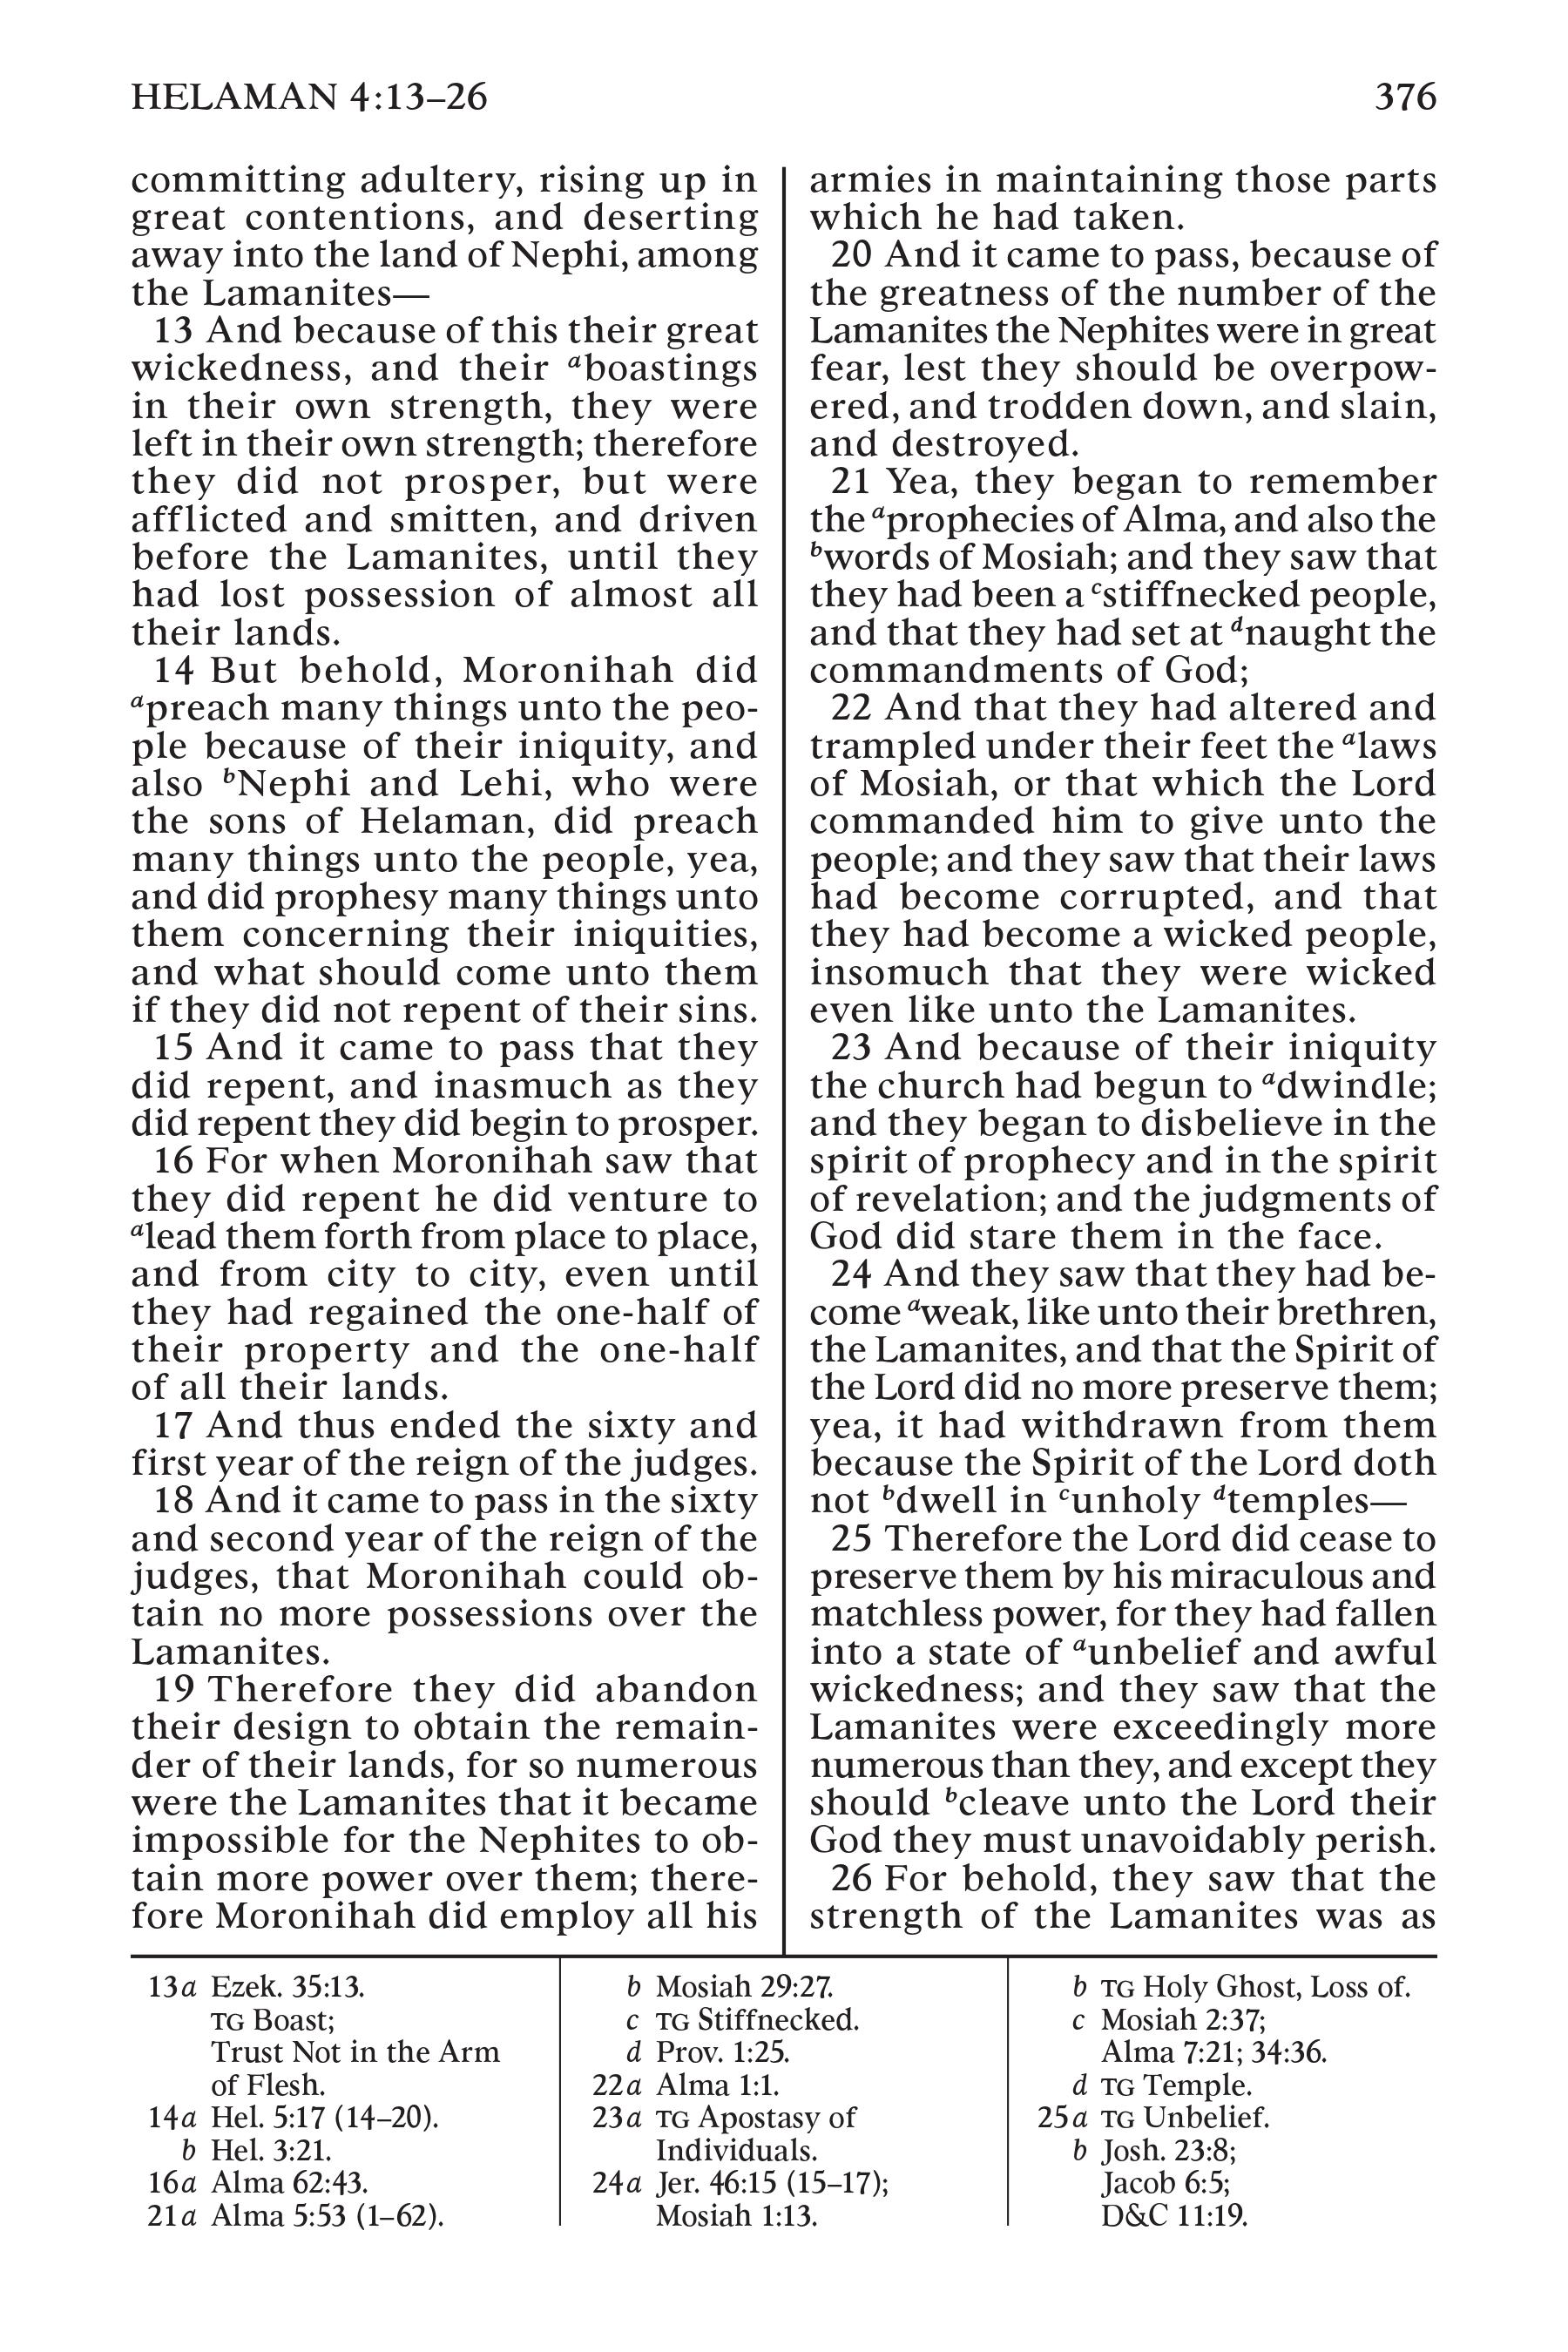 HELAMAN 4:13–26
376
committing adultery, rising up in
great contentions, and deserting
away into the land of Nephi, among
the Lamanites—
13 And because of this their great
wickedness, and their aboastings
in their own strength, they were
left in their own strength; therefore
they did not prosper, but were
afflicted and smitten, and driven
before the Lamanites, until they
had lost possession of almost all
their lands.
14 But behold, Moronihah did
apreach many things unto the peo-
ple because of their iniquity, and
also bNephi and Lehi, who were
the sons of Helaman, did preach
many things unto the people, yea,
and did prophesy many things unto
them concerning their iniquities,
and what should come unto them
if they did not repent of their sins.
15 And it came to pass that they
did repent, and inasmuch as they
did repent they did begin to prosper.
16 For when Moronihah saw that
they did repent he did venture to
alead them forth from place to place,
and from city to city, even until
they had regained the one-half of
their property and the one-half
of all their lands.
17 And thus ended the sixty and
first year of the reign of the judges.
18 And it came to pass in the sixty
and second year of the reign of the
judges, that Moronihah could ob-
tain no more possessions over the
Lamanites.
19 Therefore they did abandon
their design to obtain the remain-
der of their lands, for so numerous
were the Lamanites that it became
impossible for the Nephites to ob-
tain more power over them; there-
fore Moronihah did employ all his
armies in maintaining those parts
which he had taken.
20 And it came to pass, because of
the greatness of the number of the
Lamanites the Nephites were in great
fear, lest they should be overpow-
ered, and trodden down, and slain,
and destroyed.
21 Yea, they began to remember
the aprophecies of Alma, and also the
bwords of Mosiah; and they saw that
they had been a cstiffnecked people,
and that they had set at dnaught the
commandments of God;
22 And that they had altered and
trampled under their feet the alaws
of Mosiah, or that which the Lord
commanded him to give unto the
people; and they saw that their laws
had become corrupted, and that
they had become a wicked people,
insomuch that they were wicked
even like unto the Lamanites.
23 And because of their iniquity
the church had begun to adwindle;
and they began to disbelieve in the
spirit of prophecy and in the spirit
of revelation; and the judgments of
God did stare them in the face.
24 And they saw that they had be-
come aweak, like unto their brethren,
the Lamanites, and that the Spirit of
the Lord did no more preserve them;
yea, it had withdrawn from them
because the Spirit of the Lord doth
not bdwell in cunholy dtemples—
25 Therefore the Lord did cease to
preserve them by his miraculous and
matchless power, for they had fallen
into a state of aunbelief and awful
wickedness; and they saw that the
Lamanites were exceedingly more
numerous than they, and except they
should bcleave unto the Lord their
God they must unavoidably perish.
26 For behold, they saw that the
strength of the Lamanites was as
13a Ezek. 35:13.
TG Boast;
Trust Not in the Arm
of Flesh.
14a Hel. 5:17 (14–20).
b Hel. 3:21.
16a Alma 62:43.
21a Alma 5:53 (1–62).
b Mosiah 29:27.
c TG Stiffnecked.
d Prov. 1:25.
22a Alma 1:1.
23a TG Apostasy of
Individuals.
24a Jer. 46:15 (15–17);
Mosiah 1:13.
b TG Holy Ghost, Loss of.
c Mosiah 2:37;
Alma 7:21; 34:36.
d TG Temple.
25a TG Unbelief.
b Josh. 23:8;
Jacob 6:5;
D&C 11:19.